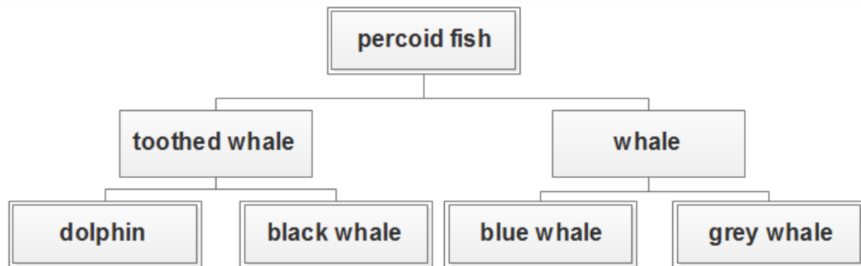 percoid fish
toothed whale
whale
dolphin
black whale
blue whale
grey whale